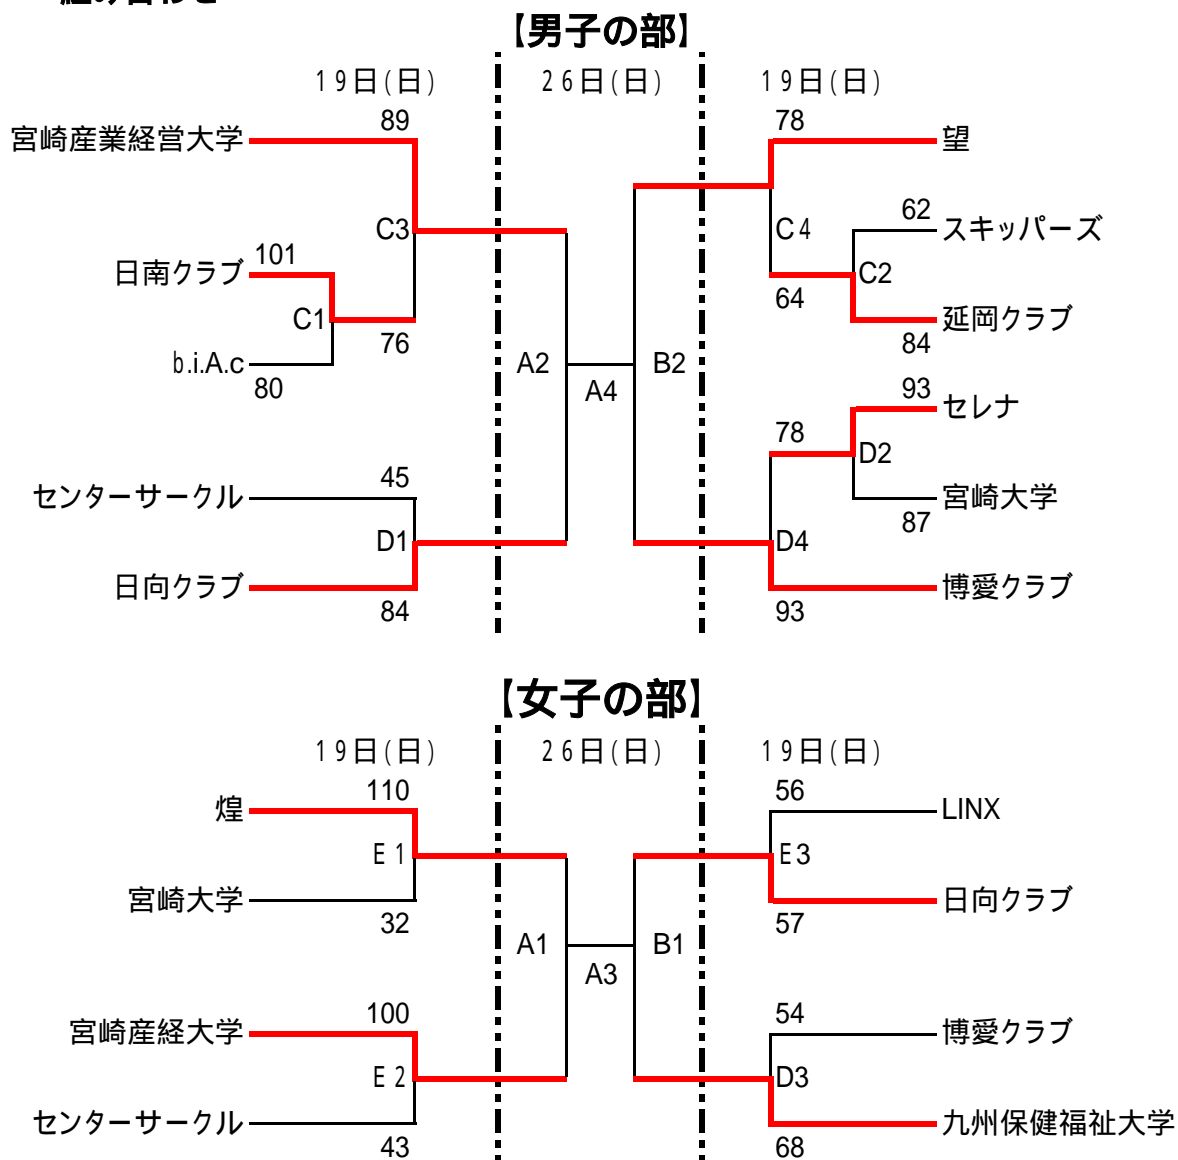 【男子の部】
19日(日)
26日(日)
19日(日)
89
78
宮崎産業経営大学
望
62
C3
C4
スキッパーズ
101
日南クラブ
C2
64
C1
76
延岡クラブ
84
b.i.A.c
80
A2
A4
B2
93
セレナ
78
D2
45
センターサークル
宮崎大学
87
D1
D4
日向クラブ
博愛クラブ
84
93
【女子の部】
19日(日)
26日(日)
19日(日)
110
56
煌
LINX
E1
E3
宮崎大学
日向クラブ
32
57
A1
A3
B1
100
54
宮崎産経大学
博愛クラブ
E2
D3
センターサークル
九州保健福祉大学
43
68